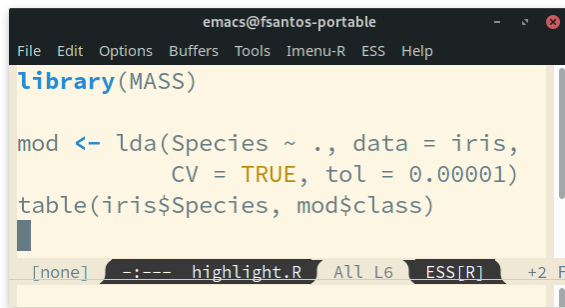 emacs@fsantos-portable
File Edit Options Buffers Tools Imenu-R ESS Help
library(MASS)
mod <- lda(Species ~ ., data = iris,
CV = TRUE, tol = 0.00001)
table(iris$Species, mod$class)
[none] -:--- highlight.R All L6 ESS[R] +2 F